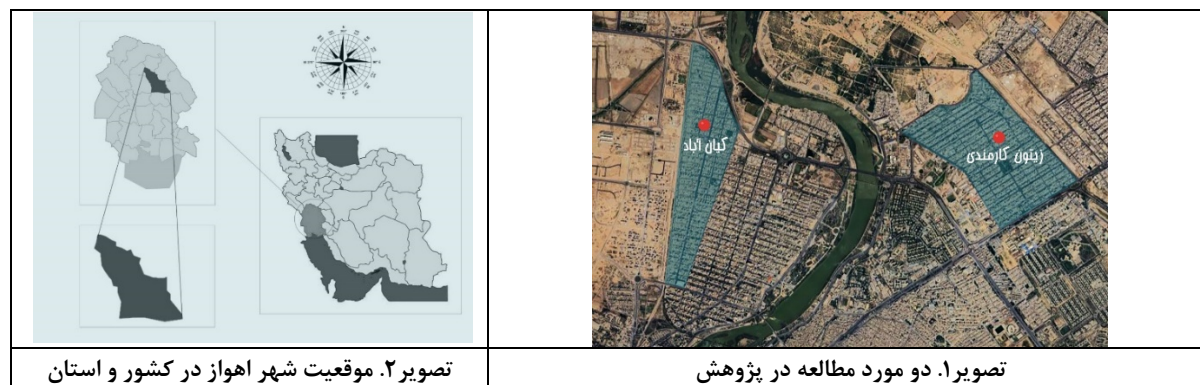 کیان آباد
زیتون کارمندی
تصویر۱. دو مورد مطالعه در پژوهش
تصویر۲. موقعیت شهر اهواز در کشور و استان